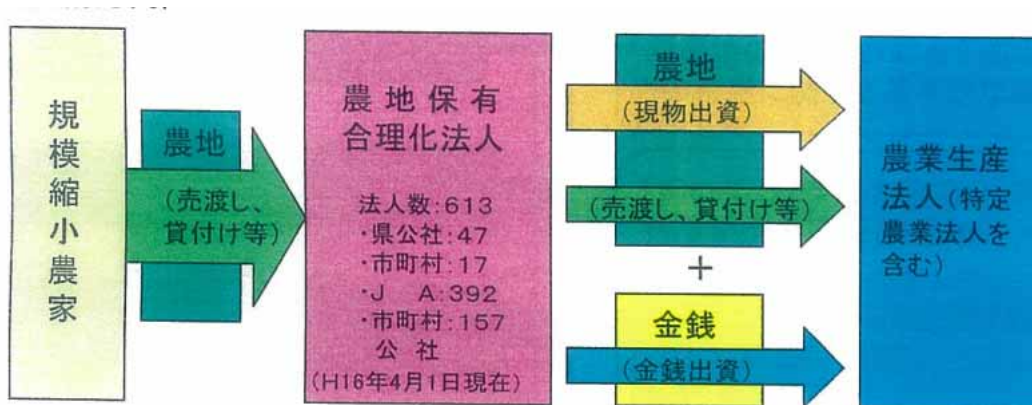 規
模
縮
小
農
家
農地
(売渡し、
貸付け等)
農地保有
合理化法人
法人数:613
・県公社:47
・市町村:17
・J A:392
・市町村:157
公 社
(H16年4月1日現在)
農地
(現物出資)
(売渡し、貸付け等)
+
金銭
(金銭出資)
農業生産
法人(特定
農業法人を
含む)